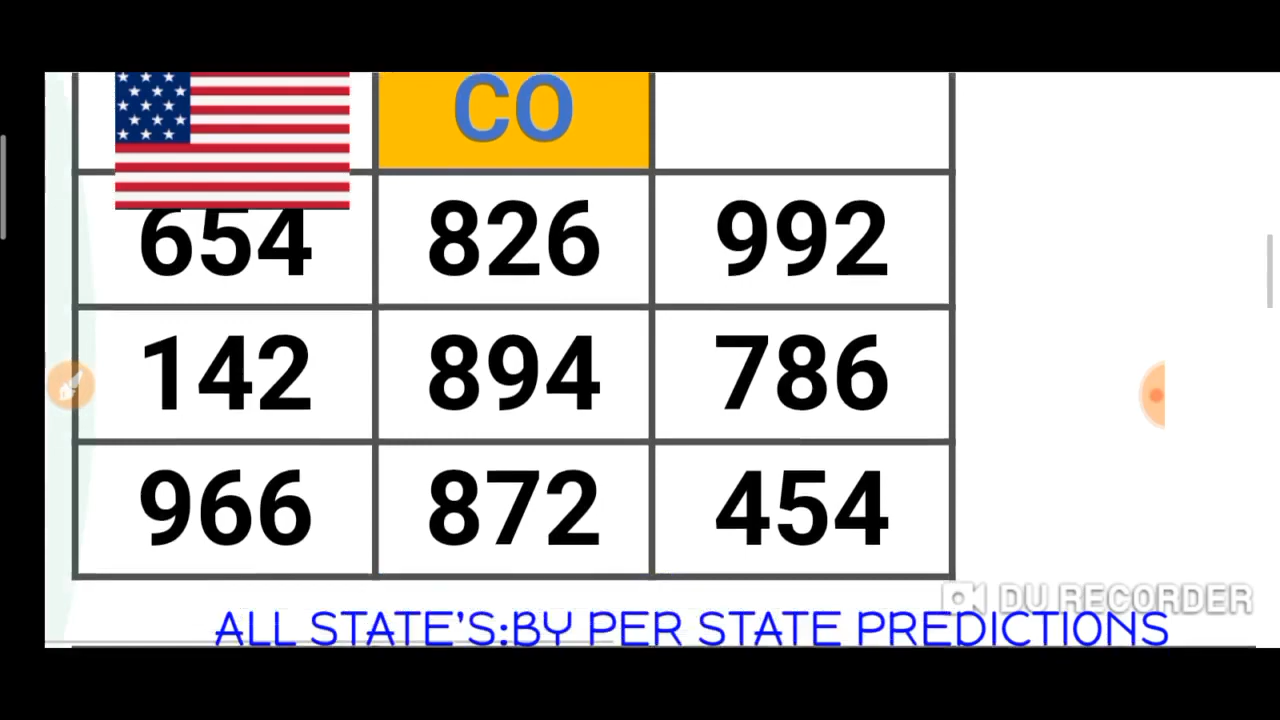 CO
654 826 992
142 894 786
966 872 454
DU RECORDER
ALL STATE'S:BY PER STATE PREDICTIONS